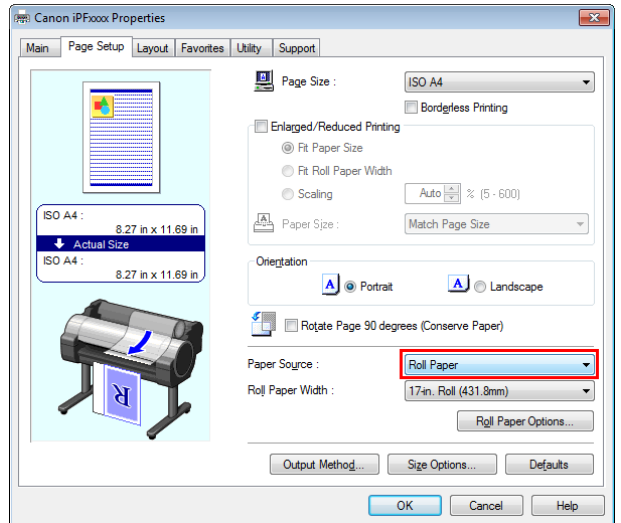 Canon iPFxxxx Properties
Main Page Setup Layout Favorites Utility Support
Page Size : ISO A4
Borderless Printing
Enlarged/Reduced Printing
Fit Paper Size
Fit Roll Paper Width
Scaling Auto % (5 - 600)
Paper Size : Match Page Size
ISO A4 :
8.27 in x 11.69 in
Actual Size
ISO A4 :
8.27 in x 11.69 in
Orientation
A Portrait A Landscape
Rotate Page 90 degrees (Conserve Paper)
Paper Source : Roll Paper
Roll Paper Width : 17-in. Roll (431.8mm)
Roll Paper Options...
R
Output Method... Size Options... Defaults
OK Cancel Help